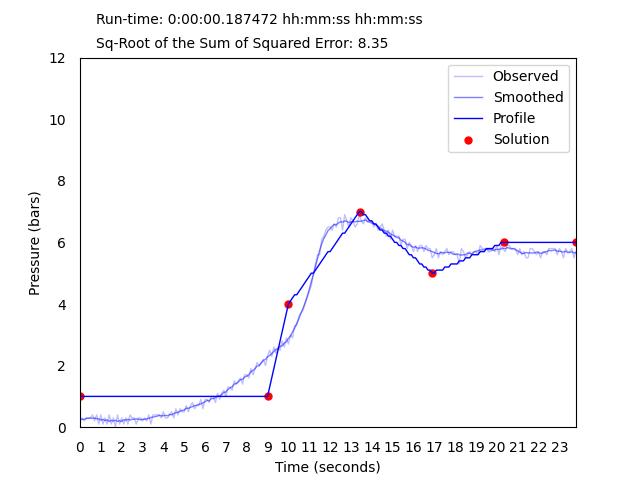 Run-time: 0:00:00.187472 hh:mm:ss hh:mm:ss
Sq-Root of the Sum of Squared Error: 8.35
12
10
8
6
4
2
0
Pressure (bars)
Observed
Smoothed
Profile
Solution
0 1 2 3 4 5 6 7 8 9 10 11 12 13 14 15 16 17 18 19 20 21 22 23
Time (seconds)